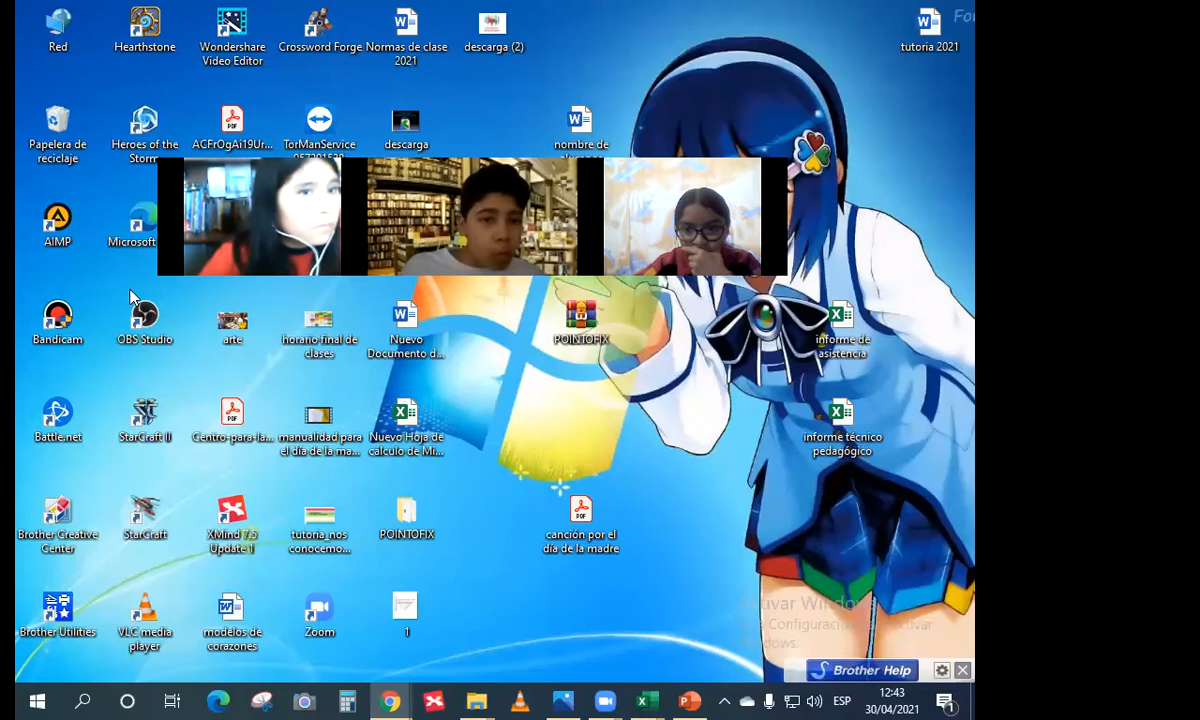 Red
Hearthstone
Wondershare
Video Editor
Crossword Forge
Normas de clase
2021
descarga (2)
tutoria 2021
Papelera de
reciclaje
Heroes of the
Storm
ACFrOgAi19Ur...
TorManService
descarga
nombre de
AIMP
Microsoft
Bandicam
OBS Studio
arte
horario final de
clases
Nuevo
Documento d...
POINTOFIX
informe de
asistencia
Battle.net
StarCraft II
Centro-para-la...
manualidad para
el día de la ma...
Nuevo Hoja de
cálculo de Mi...
informe técnico
pedagógico
Brother Creative
Center
StarCraft
XMind 7.5
Update 1
tutoria_nos
conocemo...
POINTOFIX
canción por el
día de la madre
Brother Utilities
VLC media
player
modelos de
corazones
Zoom
1
Brother Help
ESP
12:43
30/04/2021
1